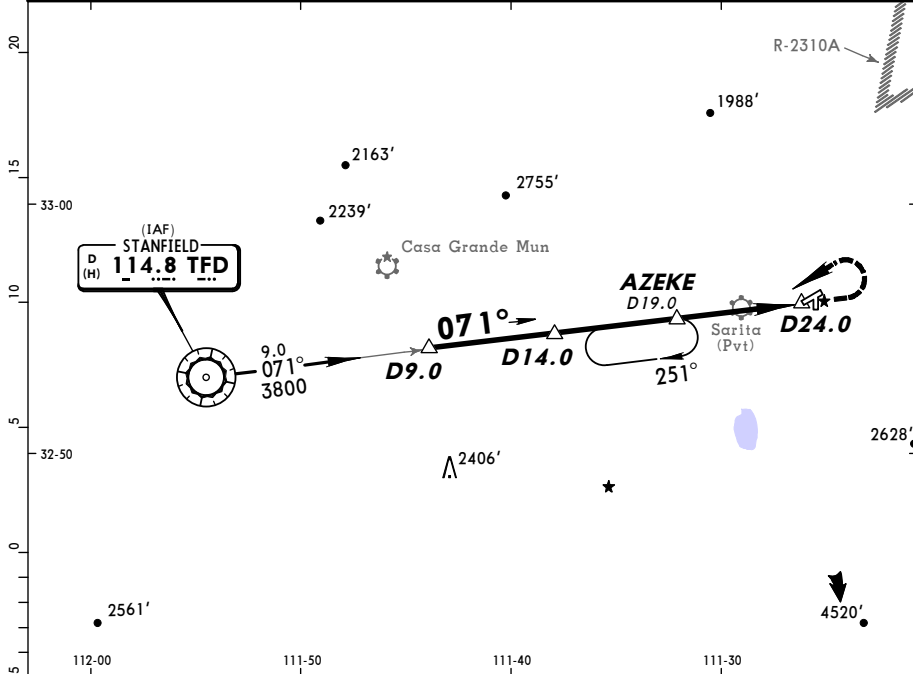 20
R-2310A
1988'
2163'
15
2755'
33-00
2239'
(IAF)
STANFIELD
D
(H)
114.8 TFD
Casa Grande Mun
AZEKE
D19.0
10
071°
D24.0
Sarita
(Pvt)
9.0
071°
3800
D9.0
D14.0
251°
5
2628'
32-50
2406'
0
2561'
4520'
5
112-00
111-50
111-40
111-30